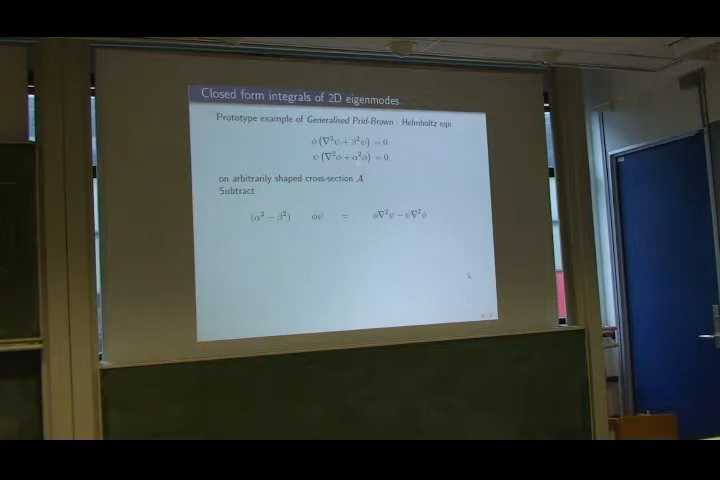 Closed form integrals of 2D eigenmodes
Prototype example of Generalised Prid-Brown : Helmholtz eqn
ϕ(∇²ψ + β²ψ) = 0
ψ(∇²ϕ + α²ϕ) = 0
on arbitrarily shaped cross-section 𝒜
Subtract
(α² − β²) ϕψ = ϕ∇²ψ − ψ∇²ϕ